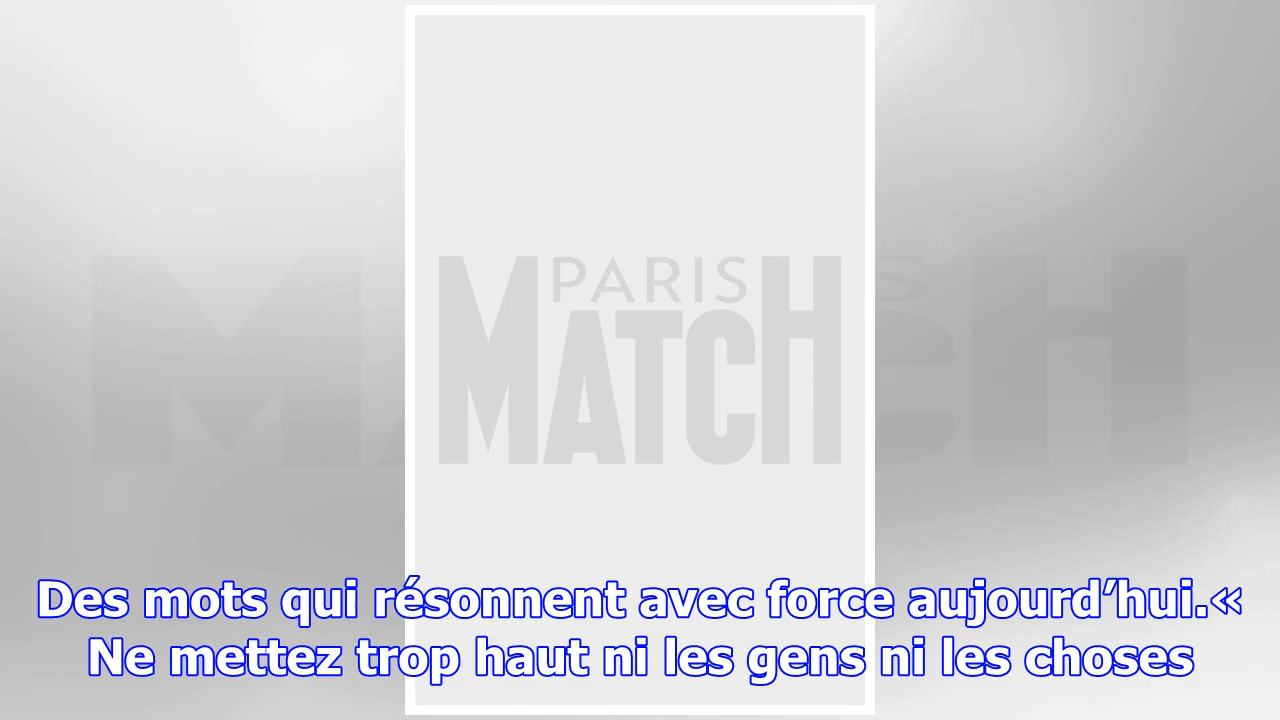 PARIS
MATCH
Des mots qui résonnent avec force aujourd’hui.«
Ne mettez trop haut ni les gens ni les choses